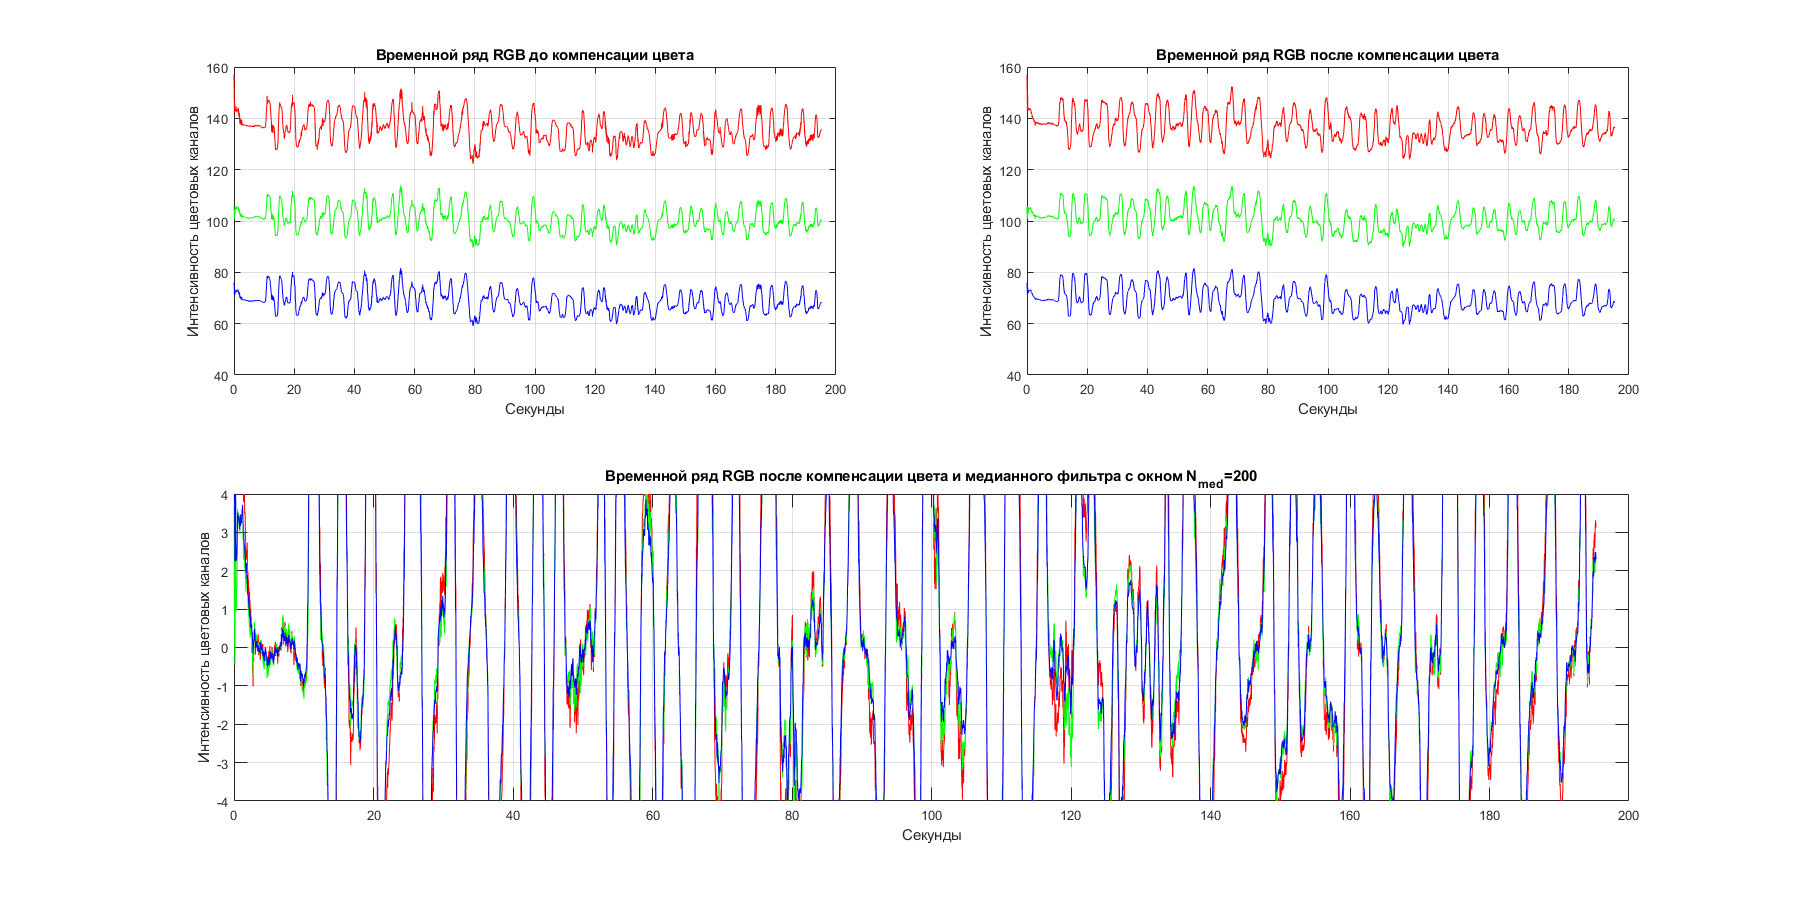 Временной ряд RGB до компенсации цвета
Интенсивность цветовых каналов
160
140
120
100
80
60
40
0 20 40 60 80 100 120 140 160 180 200
Секунды
Временной ряд RGB после компенсации цвета
Интенсивность цветовых каналов
160
140
120
100
80
60
40
0 20 40 60 80 100 120 140 160 180 200
Секунды
Временной ряд RGB после компенсации цвета и медианного фильтра с окном N_med=200
Интенсивность цветовых каналов
4
3
2
1
0
-1
-2
-3
-4
0 20 40 60 80 100 120 140 160 180 200
Секунды